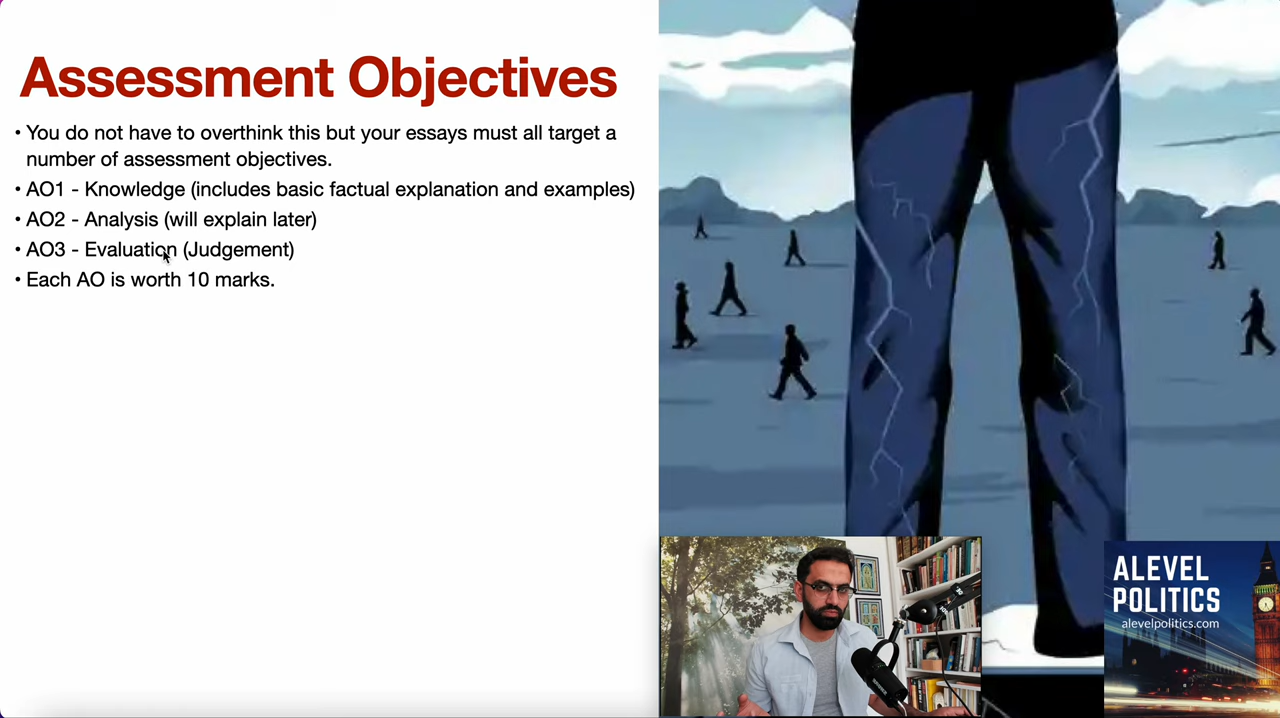 Assessment Objectives
• You do not have to overthink this but your essays must all target a
number of assessment objectives.
• AO1 - Knowledge (includes basic factual explanation and examples)
• AO2 - Analysis (will explain later)
• AO3 - Evaluation (Judgement)
• Each AO is worth 10 marks.
ALEVEL
POLITICS
alevelpolitics.com